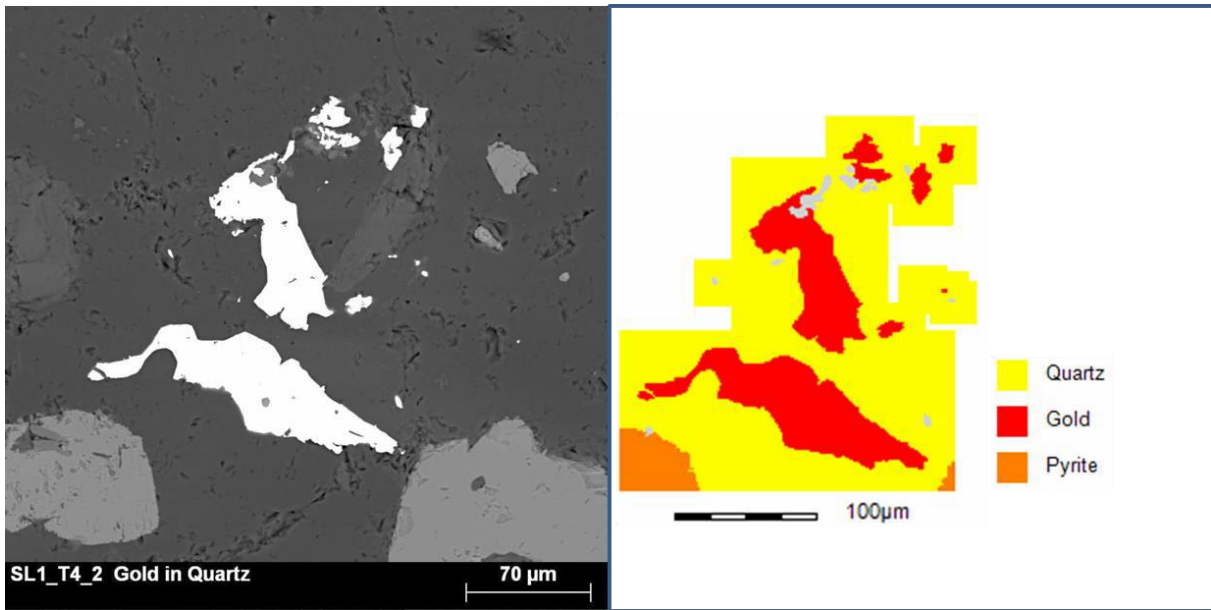 SL1_T4_2 Gold in Quartz
70 µm
Quartz
Gold
Pyrite
100µm